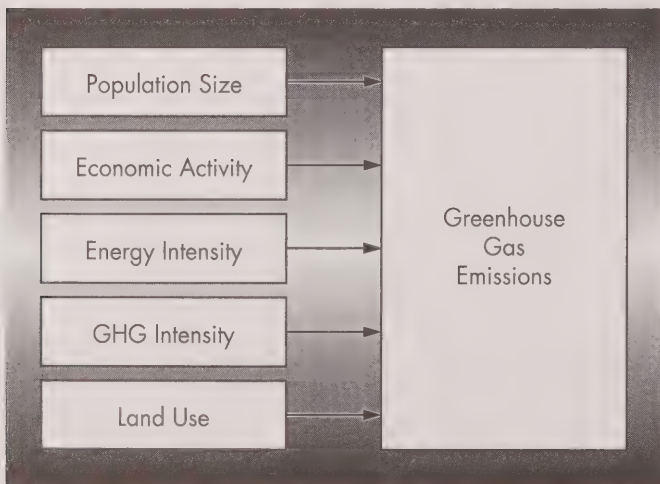 Population Size
Economic Activity
Energy Intensity
GHG Intensity
Land Use
Greenhouse
Gas
Emissions